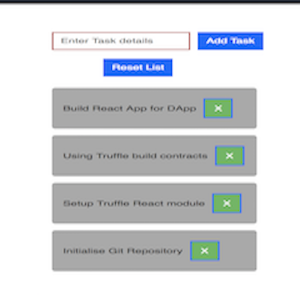 Enter Task details
Add Task
Reset List
Build React App for DApp ×
Using Truffle build contracts ×
Setup Truffle React module ×
Initialise Git Repository ×